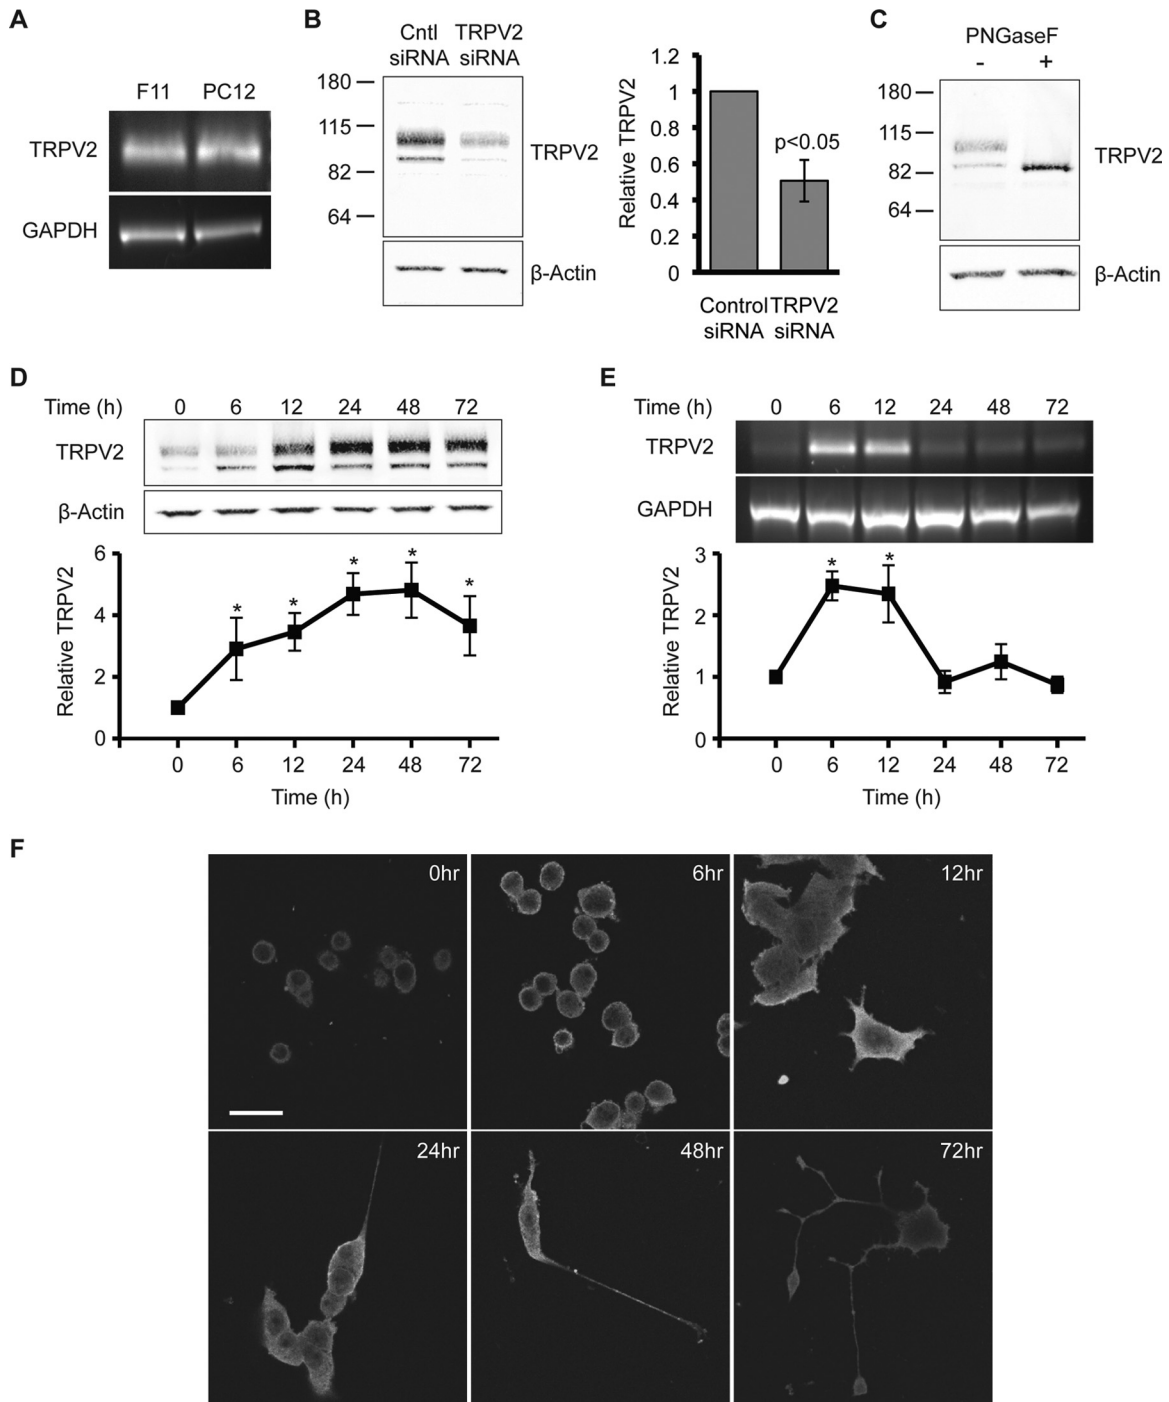 A
F11 PC12
TRPV2
GAPDH
B
Cntl TRPV2
siRNA siRNA
180
115
82
64
TRPV2
β-Actin
Relative TRPV2
1.2
1
0.8
0.6
0.4
0.2
0
p<0.05
Control TRPV2
siRNA siRNA
C
PNGaseF
- +
180
115
82
64
TRPV2
β-Actin
D
Time (h) 0 6 12 24 48 72
TRPV2
β-Actin
Relative TRPV2
6
4
2
0
* * * * *
0 6 12 24 48 72
Time (h)
E
Time (h) 0 6 12 24 48 72
TRPV2
GAPDH
Relative TRPV2
3
2
1
0
* *
0 6 12 24 48 72
Time (h)
F
0hr 6hr 12hr
24hr 48hr 72hr